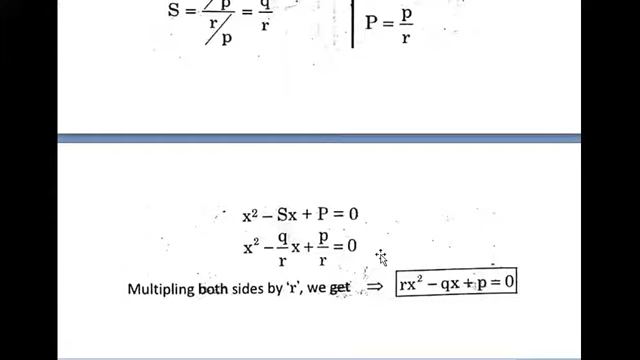 S = q/p / r/p = q/r
P = p/r
x² − Sx + P = 0
x² − q/r x + p/r = 0
Multipling both sides by 'r', we get ⇒ rx² − qx + p = 0